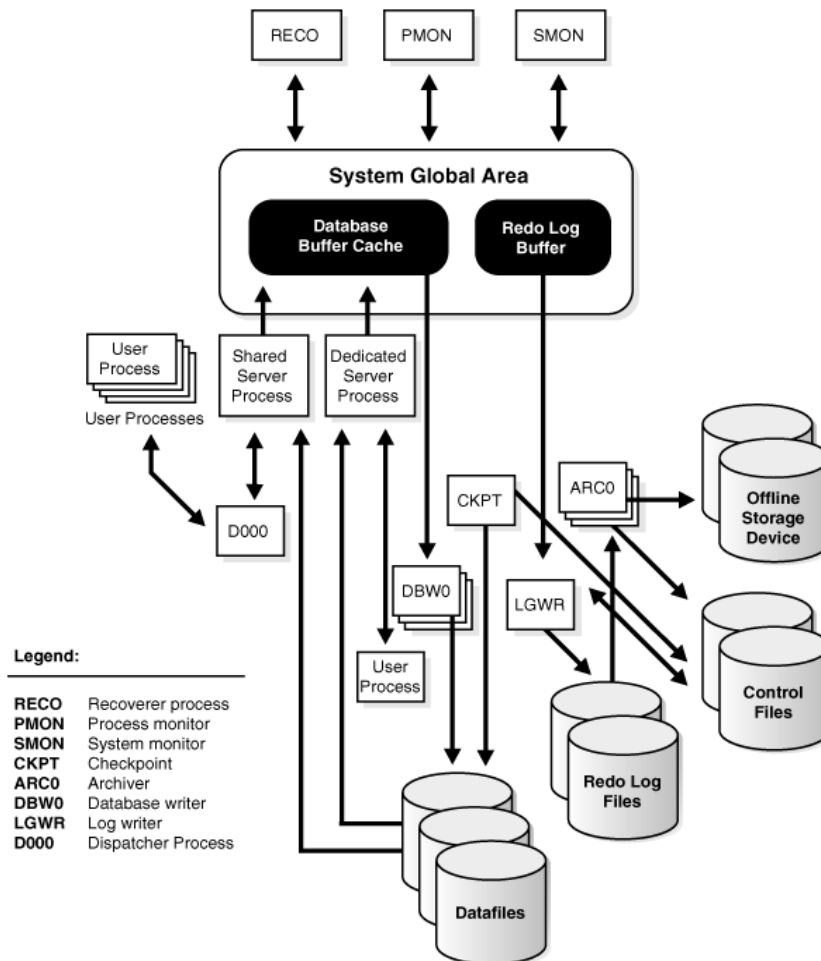 RECO
PMON
SMON
System Global Area
Database
Buffer Cache
Redo Log
Buffer
User
Process
User Processes
Shared
Server
Process
Dedicated
Server
Process
D000
CKPT
ARC0
Offline
Storage
Device
DBW0
LGWR
User
Process
Control
Files
Redo Log
Files
Datafiles
Legend:
RECO Recoverer process
PMON Process monitor
SMON System monitor
CKPT Checkpoint
ARC0 Archiver
DBW0 Database writer
LGWR Log writer
D000 Dispatcher Process